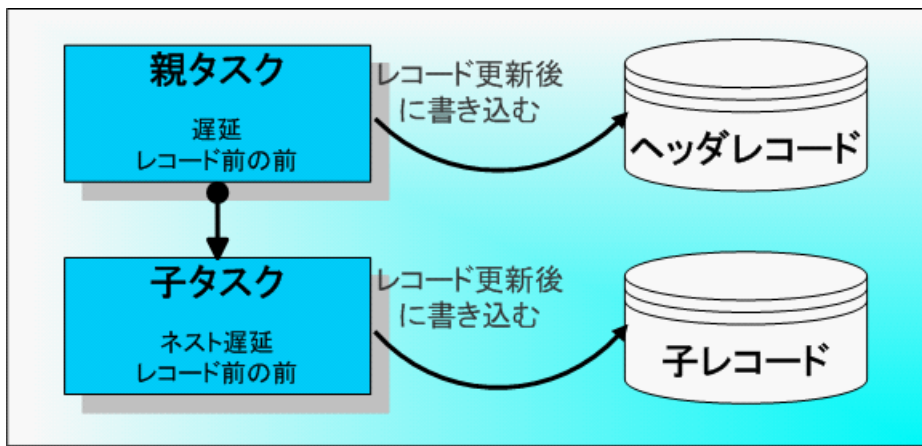 親タスク
遅延
レコード前の前
レコード更新後
に書き込む
ヘッダレコード
子タスク
ネスト遅延
レコード前の前
レコード更新後
に書き込む
子レコード